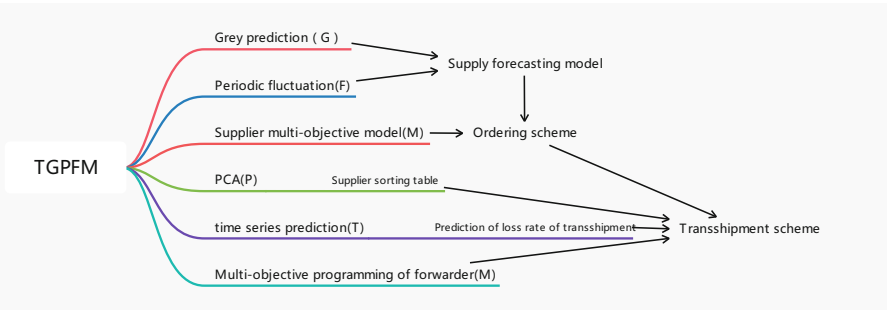 TGPFM
Grey prediction ( G )
Periodic fluctuation(F)
Supply forecasting model
Supplier multi-objective model(M)
Ordering scheme
PCA(P)
Supplier sorting table
time series prediction(T)
Prediction of loss rate of transshipment
Transshipment scheme
Multi-objective programming of forwarder(M)